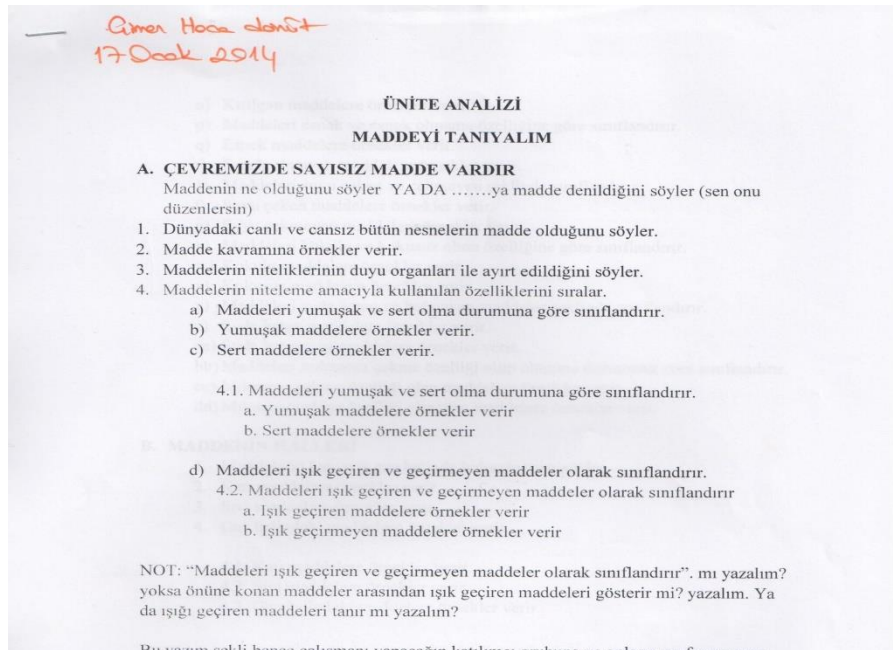 17 Ocak 2014
ÜNİTE ANALİZİ
MADDEYİ TANIYALIM
A. ÇEVREMİZDE SAYISIZ MADDE VARDIR
Maddenin ne olduğunu söyler YA DA …….ya madde denildiğini söyler (sen onu
düzenlersin)
1. Dünyadaki canlı ve cansız bütün nesnelerin madde olduğunu söyler.
2. Madde kavramına örnekler verir.
3. Maddelerin niteliklerinin duyu organları ile ayırt edildiğini söyler.
4. Maddelerin niteleme amacıyla kullanılan özelliklerini sıralar.
a) Maddeleri yumuşak ve sert olma durumuna göre sınıflandırır.
b) Yumuşak maddelere örnekler verir.
c) Sert maddelere örnekler verir.
4.1. Maddeleri yumuşak ve sert olma durumuna göre sınıflandırır.
a. Yumuşak maddelere örnekler verir
b. Sert maddelere örnekler verir
d) Maddeleri ışık geçiren ve geçirmeyen maddeler olarak sınıflandırır.
4.2. Maddeleri ışık geçiren ve geçirmeyen maddeler olarak sınıflandırır
a. Işık geçiren maddelere örnekler verir
b. Işık geçirmeyen maddelere örnekler verir
NOT: “Maddeleri ışık geçiren ve geçirmeyen maddeler olarak sınıflandırır”. mı yazalım?
yoksa önüne konan maddeler arasından ışık geçiren maddeleri gösterir mi? yazalım. Ya
da ışığı geçiren maddeleri tanır mı yazalım?